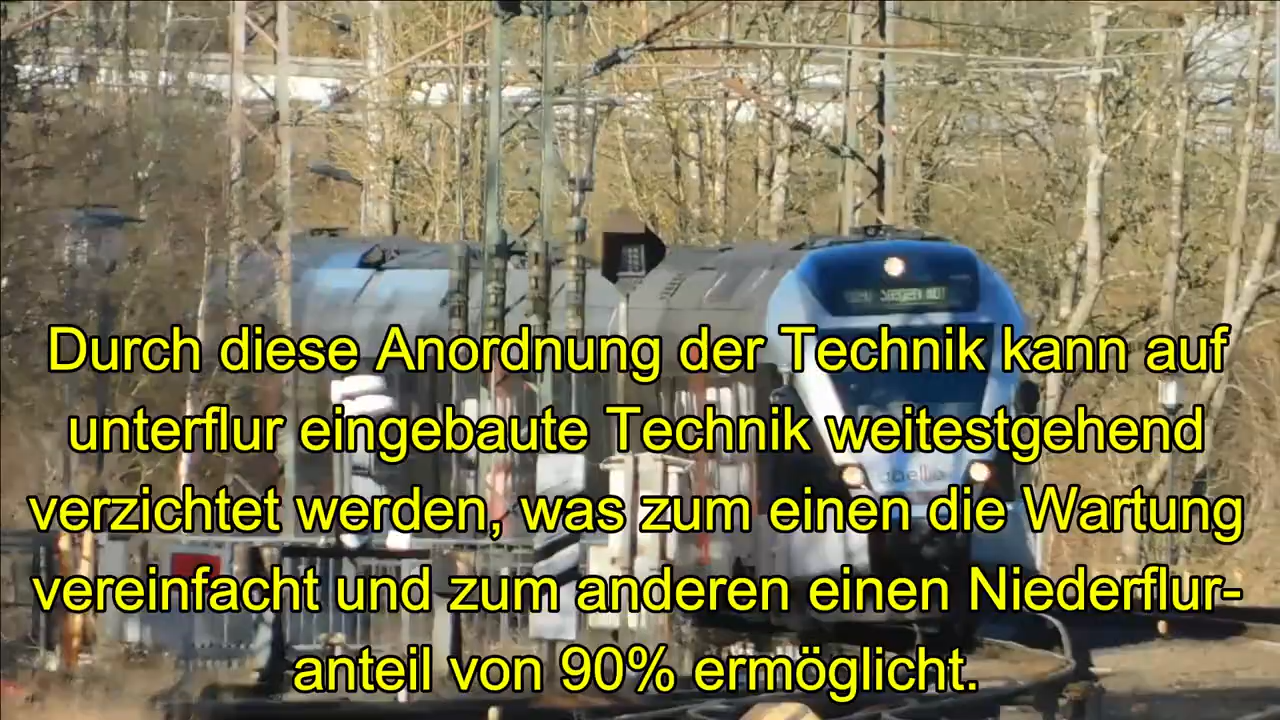 Durch diese Anordnung der Technik kann auf
unterflur eingebaute Technik weitestgehend
verzichtet werden, was zum einen die Wartung
vereinfacht und zum anderen einen Niederflur-
anteil von 90% ermöglicht.